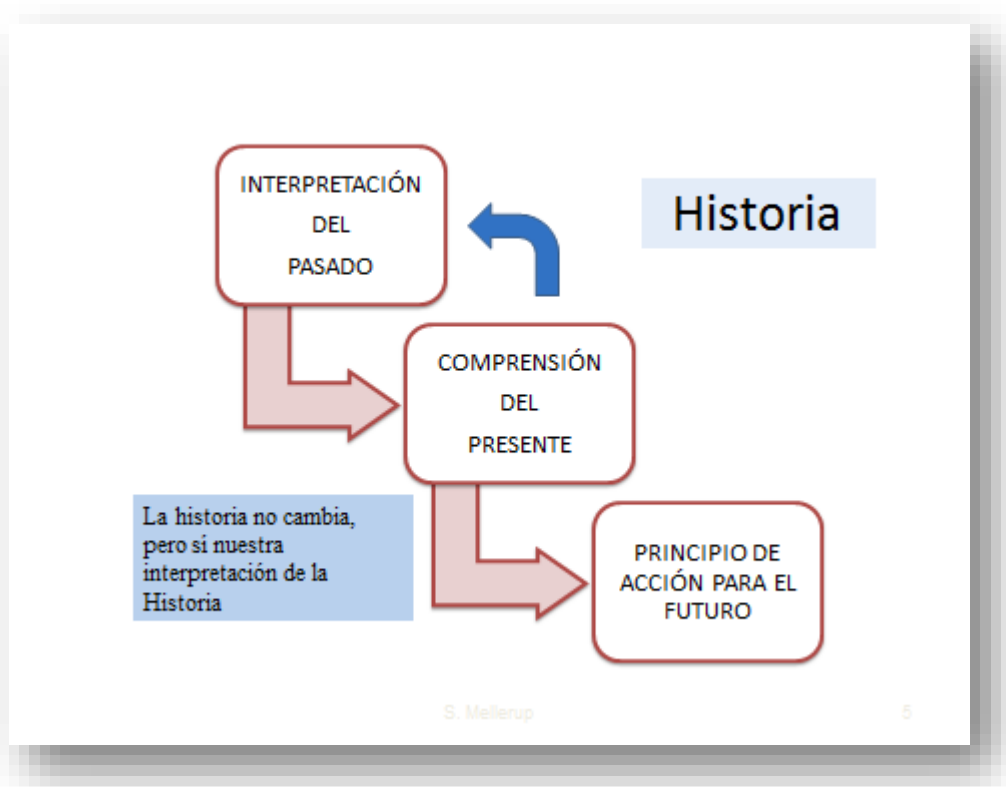 Historia
INTERPRETACIÓN
DEL
PASADO
COMPRENSIÓN
DEL
PRESENTE
La historia no cambia,
pero sí nuestra
interpretación de la
Historia
PRINCIPIO DE
ACCIÓN PARA EL
FUTURO
S. Mellerup
5